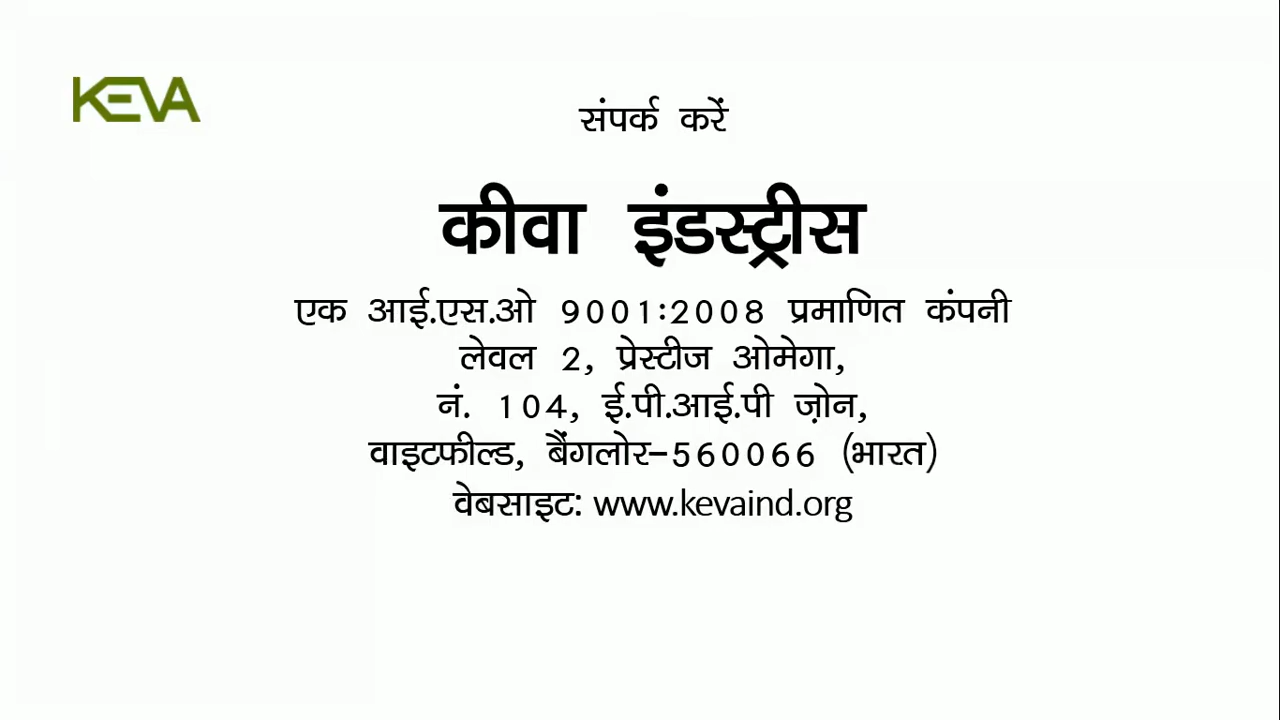 KEVA
संपर्क करें
कीवा इंडस्ट्रीस
एक आई.एस.ओ 9001:2008 प्रमाणित कंपनी
लेवल 2, प्रेस्टीज ओमेगा,
नं. 104, ई.पी.आई.पी ज़ोन,
वाइटफील्ड, बैंगलोर-560066 (भारत)
वेबसाइट: www.kevaind.org